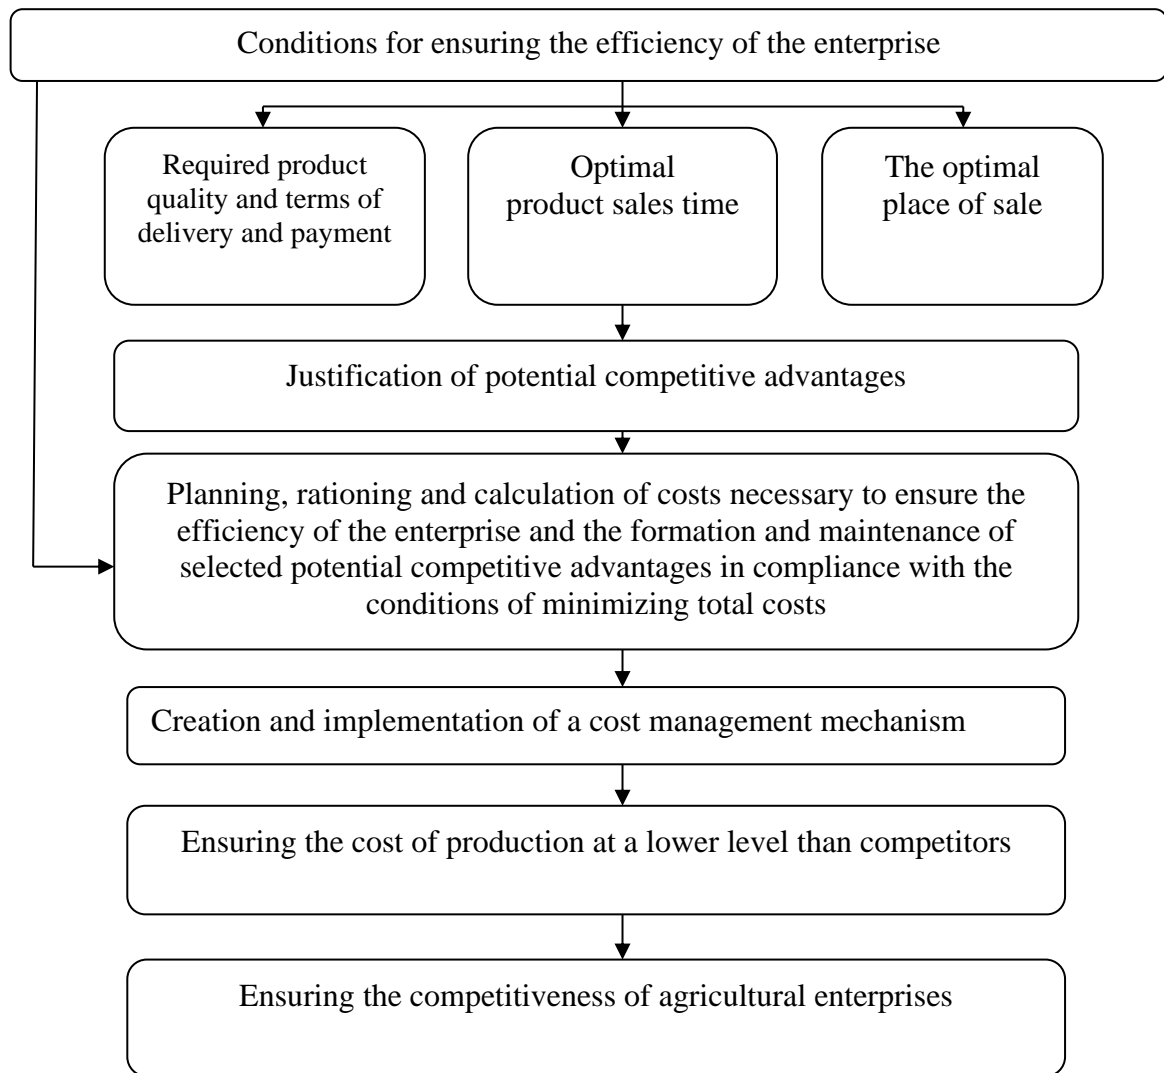 Conditions for ensuring the efficiency of the enterprise
Required product
quality and terms of
delivery and payment
Optimal
product sales time
The optimal
place of sale
Justification of potential competitive advantages
Planning, rationing and calculation of costs necessary to ensure the
efficiency of the enterprise and the formation and maintenance of
selected potential competitive advantages in compliance with the
conditions of minimizing total costs
Creation and implementation of a cost management mechanism
Ensuring the cost of production at a lower level than competitors
Ensuring the competitiveness of agricultural enterprises